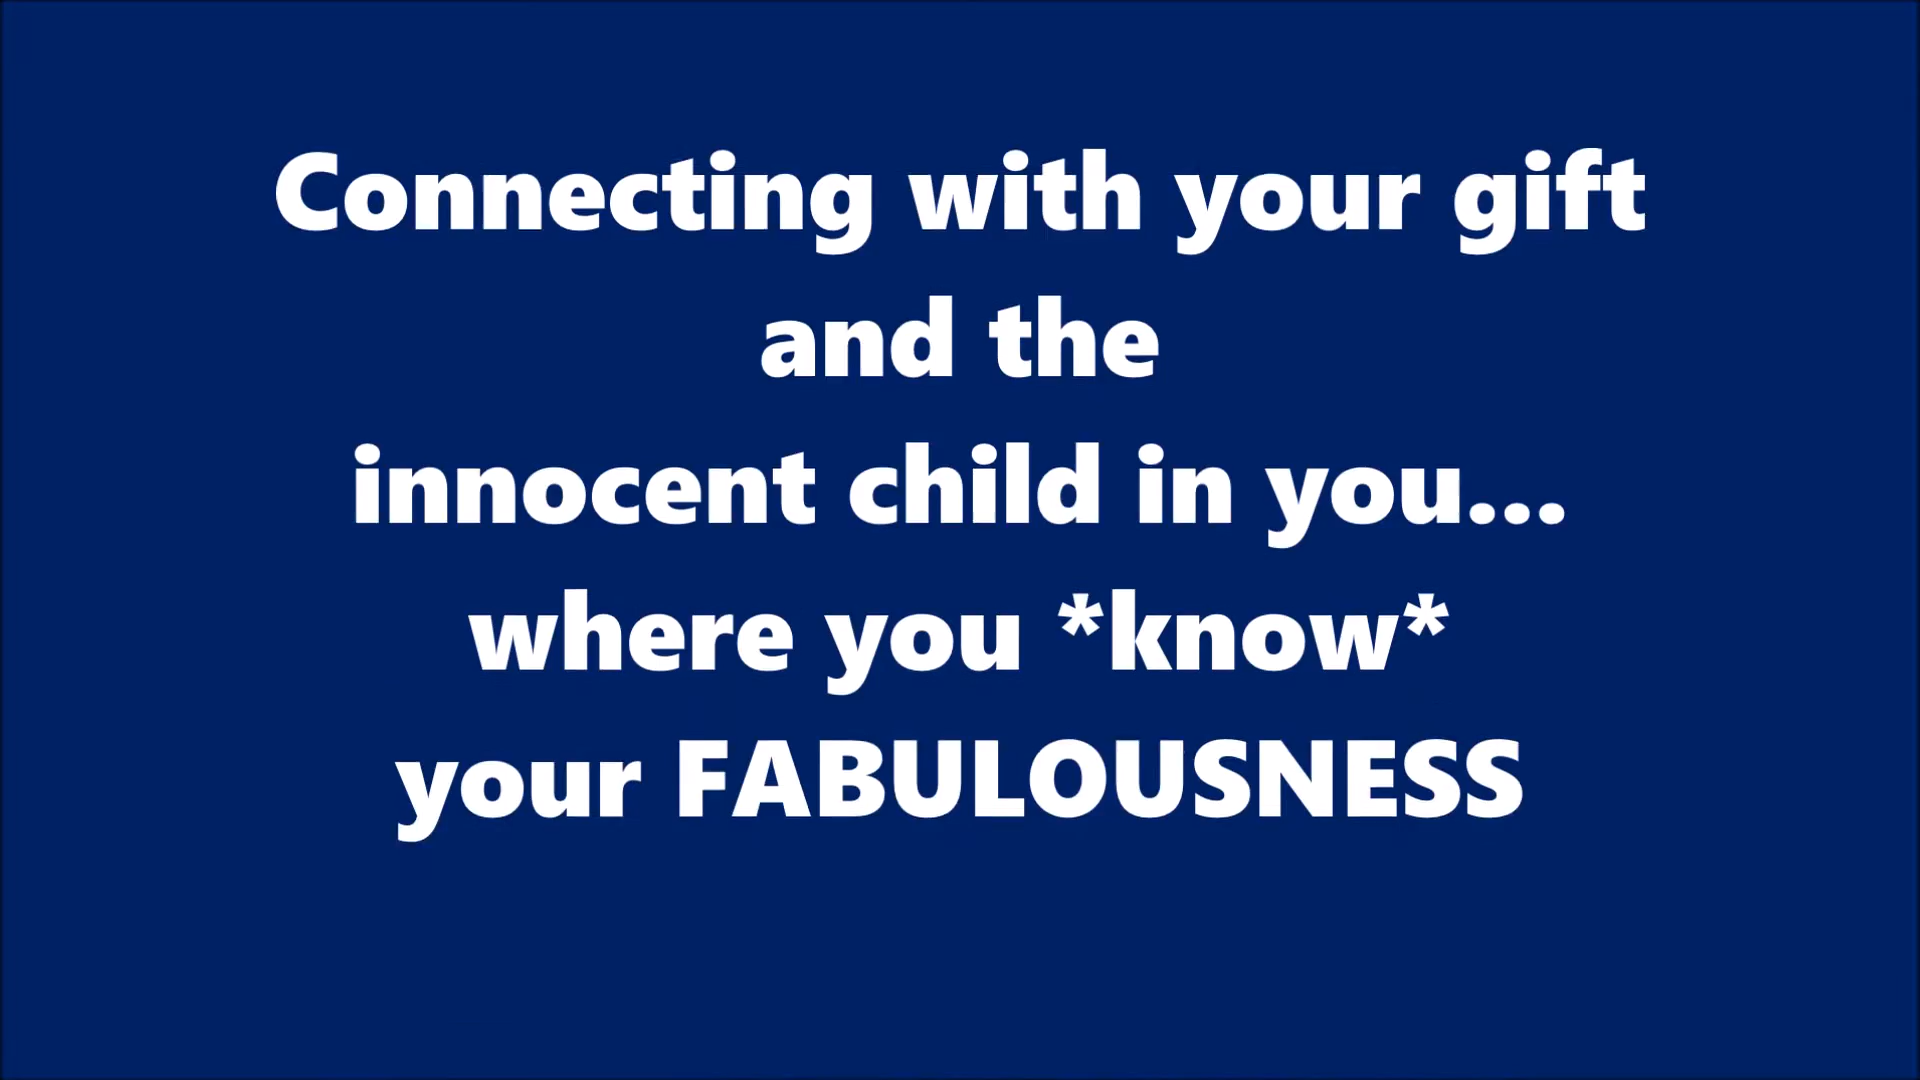 Connecting with your gift
and the
innocent child in you...
where you *know*
your FABULOUSNESS